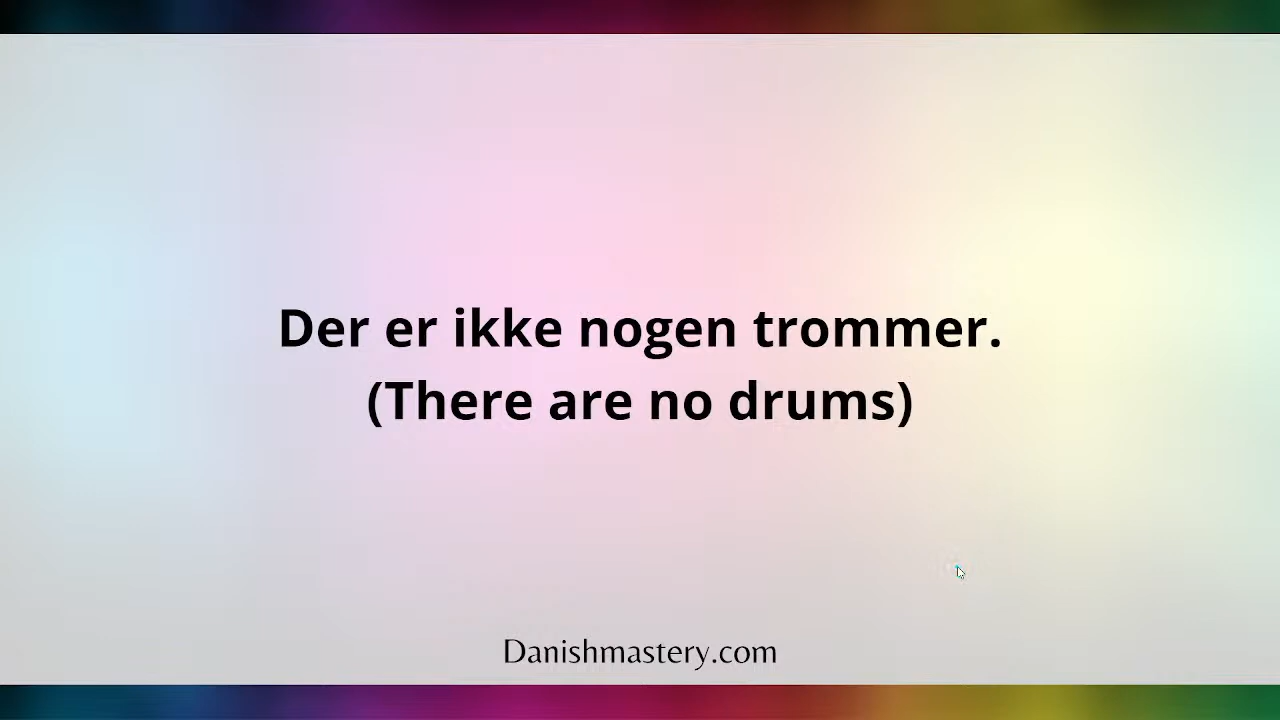 Der er ikke nogen trommer.
(There are no drums)
Danishmastery.com